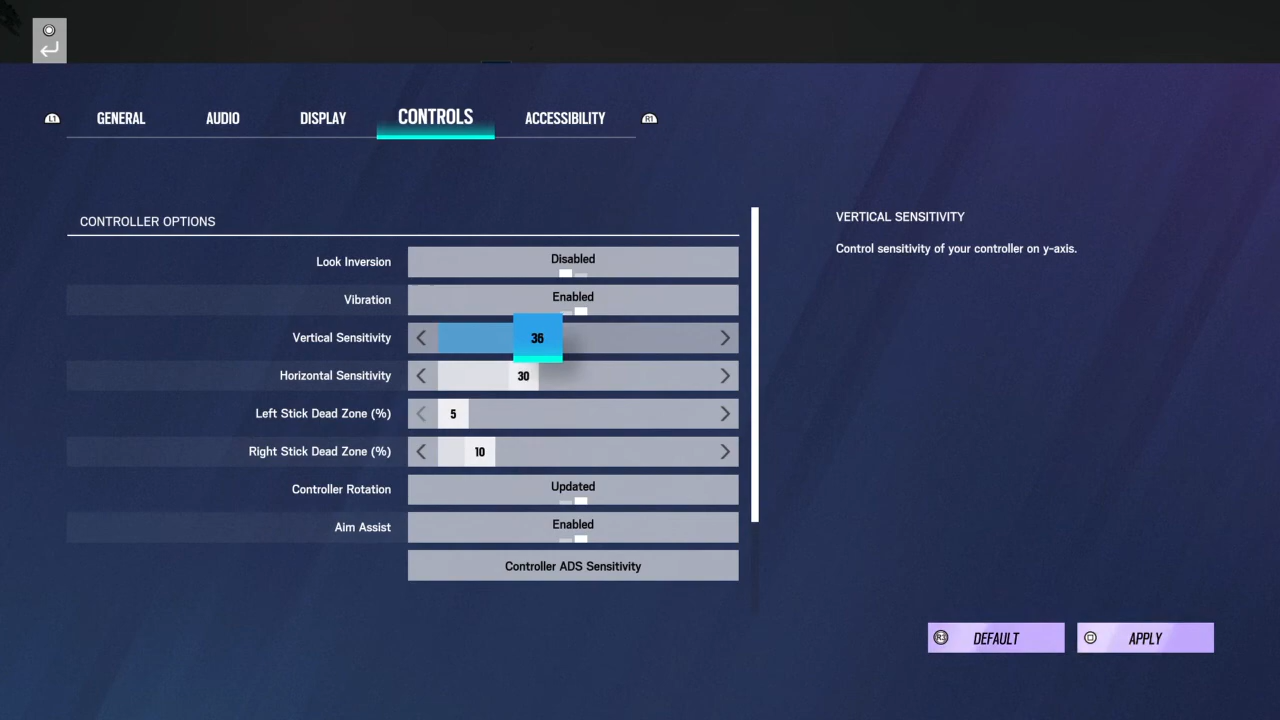 L1 GENERAL AUDIO DISPLAY CONTROLS ACCESSIBILITY R1
CONTROLLER OPTIONS
Look Inversion Disabled
Vibration Enabled
Vertical Sensitivity 36
Horizontal Sensitivity 30
Left Stick Dead Zone (%) 5
Right Stick Dead Zone (%) 10
Controller Rotation Updated
Aim Assist Enabled
Controller ADS Sensitivity
VERTICAL SENSITIVITY
Control sensitivity of your controller on y-axis.
R3 DEFAULT
APPLY